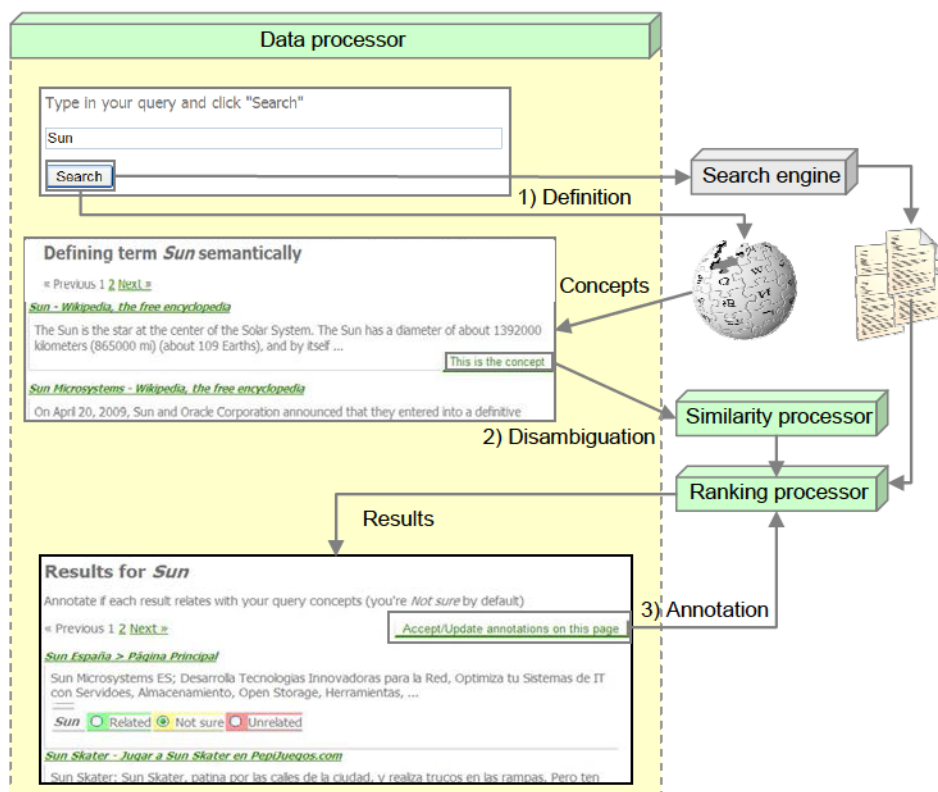 Data processor
Type in your query and click "Search"
Sun
Search
Search engine
1) Definition
Defining term Sun semantically
« Previous 1 2 Next »
Concepts
Sun - Wikipedia, the free encyclopedia
The Sun is the star at the center of the Solar System. The Sun has a diameter of about 1392000
kilometers (865000 mi) (about 109 Earths), and by itself ...
This is the concept
Sun Microsystems - Wikipedia, the free encyclopedia
On April 20, 2009, Sun and Oracle Corporation announced that they entered into a definitive
Similarity processor
2) Disambiguation
Ranking processor
Results
Results for Sun
Annotate if each result relates with your query concepts (you're Not sure by default)
3) Annotation
« Previous 1 2 Next »
Accept/Update annotations on this page
Sun España > Página Principal
Sun Microsystems ES; Desarrolla Tecnologias Innovadoras para la Red, Optimiza tu Sistemas de IT
con Servidoes, Almacenamiento, Open Storage, Herramientas, ...
Sun Related Not sure Unrelated
Sun Skater - Jugar a Sun Skater en PepiJuegos.com
Sun Skater: Sun Skater, patina por las calles de la ciudad, y realiza trucos en las rampas. Pero ten